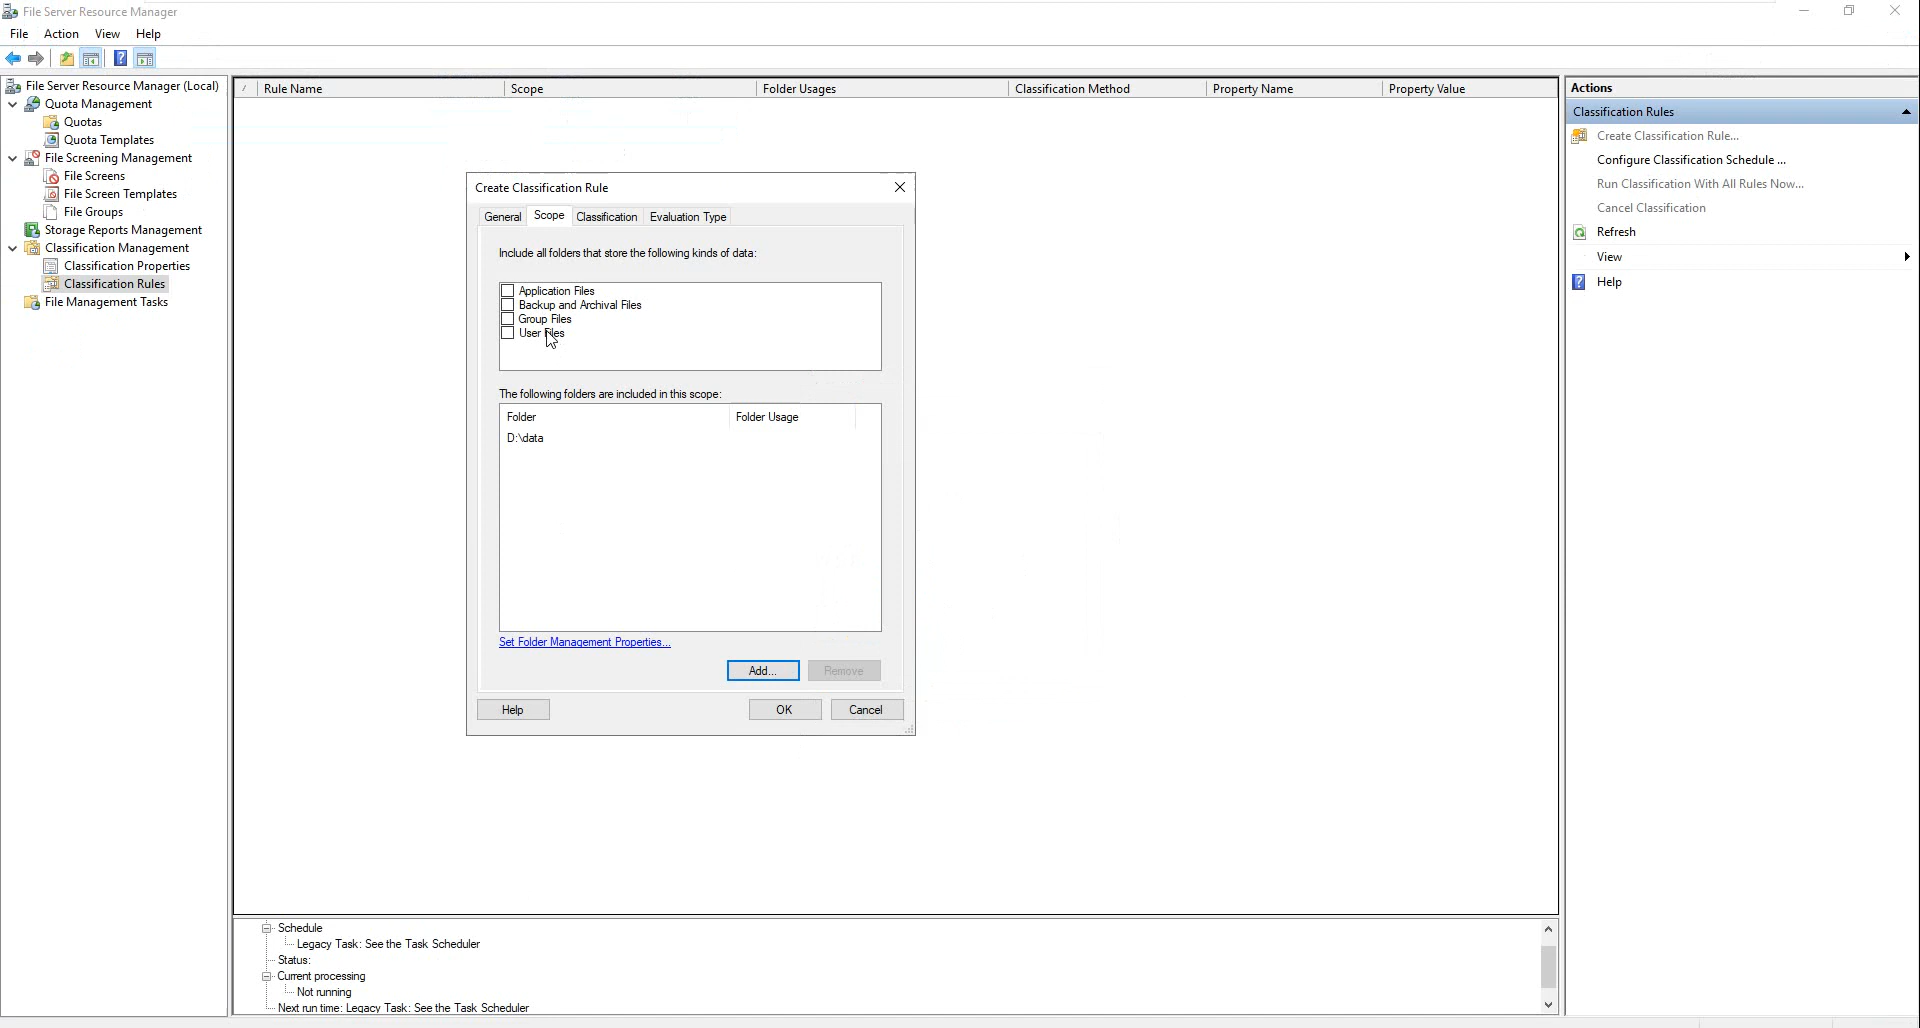 File Server Resource Manager
File Action View Help
File Server Resource Manager (Local)
Quota Management
Quotas
Quota Templates
File Screening Management
File Screens
File Screen Templates
File Groups
Storage Reports Management
Classification Management
Classification Properties
Classification Rules
File Management Tasks
Rule Name Scope Folder Usages Classification Method Property Name Property Value
Create Classification Rule
General Scope Classification Evaluation Type
Include all folders that store the following kinds of data:
Application Files
Backup and Archival Files
Group Files
User Files
The following folders are included in this scope:
Folder Folder Usage
D:\data
Set Folder Management Properties...
Add... Remove
Help OK Cancel
Schedule
Legacy Task: See the Task Scheduler
Status:
Current processing
Not running
Next run time: Legacy Task: See the Task Scheduler
Actions
Classification Rules
Create Classification Rule...
Configure Classification Schedule ...
Run Classification With All Rules Now...
Cancel Classification
Refresh
View
Help